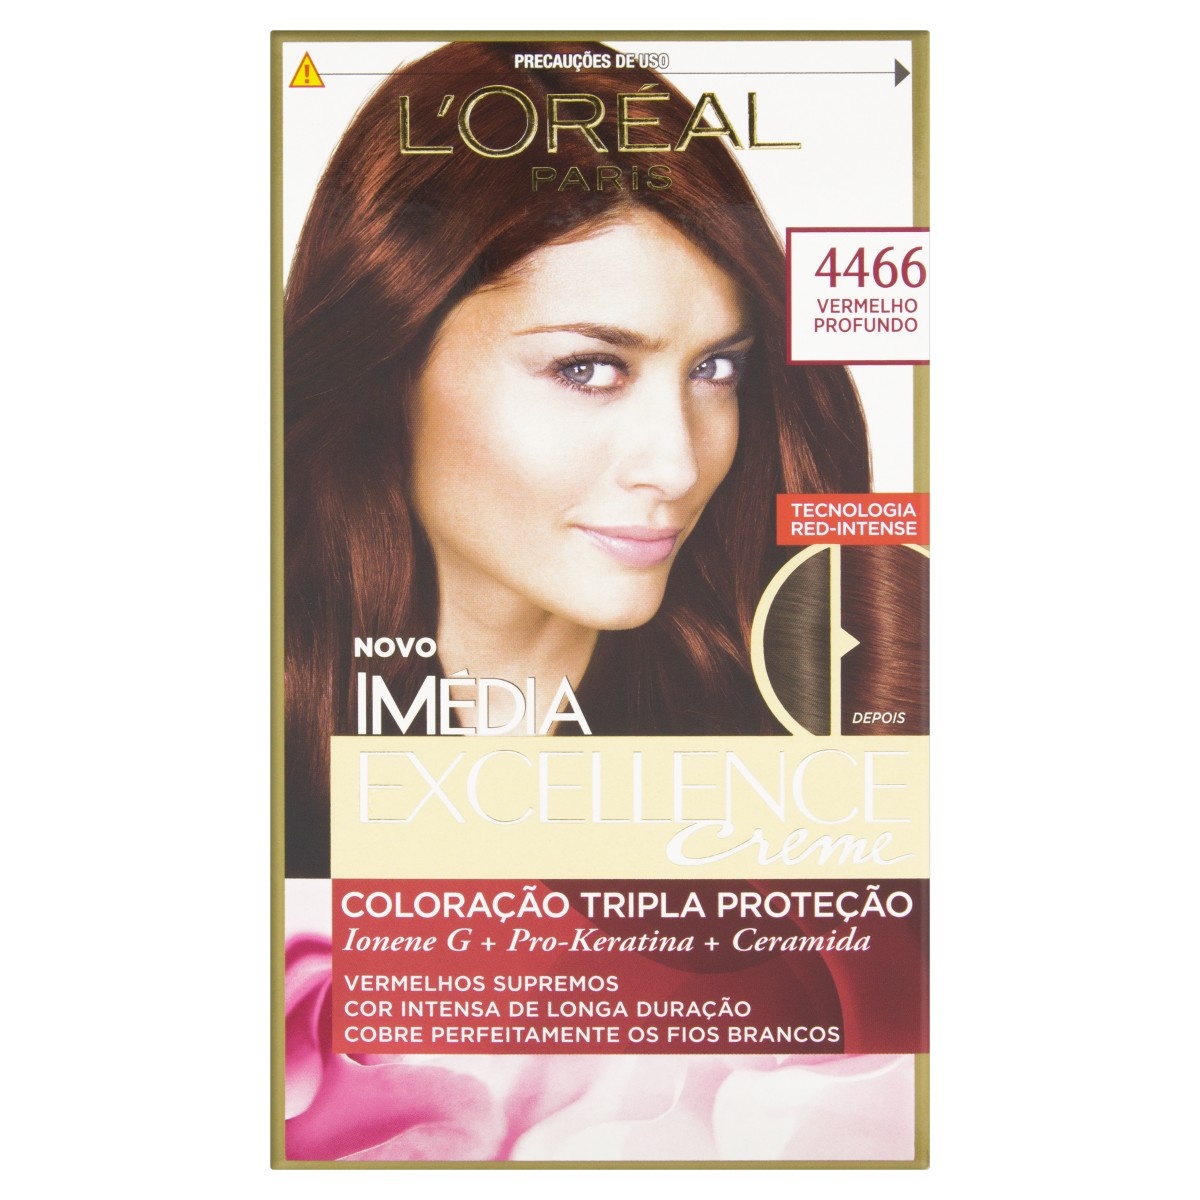 PRECAUÇÕES DE USO
L'ORÉAL
PARiS
4466
VERMELHO
PROFUNDO
TECNOLOGIA
RED-INTENSE
DEPOIS
NOVO
IMÉDIA
EXCELLENCE
Creme
COLORAÇÃO TRIPLA PROTEÇÃO
Ionene G + Pro-Keratina + Ceramida
VERMELHOS SUPREMOS
COR INTENSA DE LONGA DURAÇÃO
COBRE PERFEITAMENTE OS FIOS BRANCOS